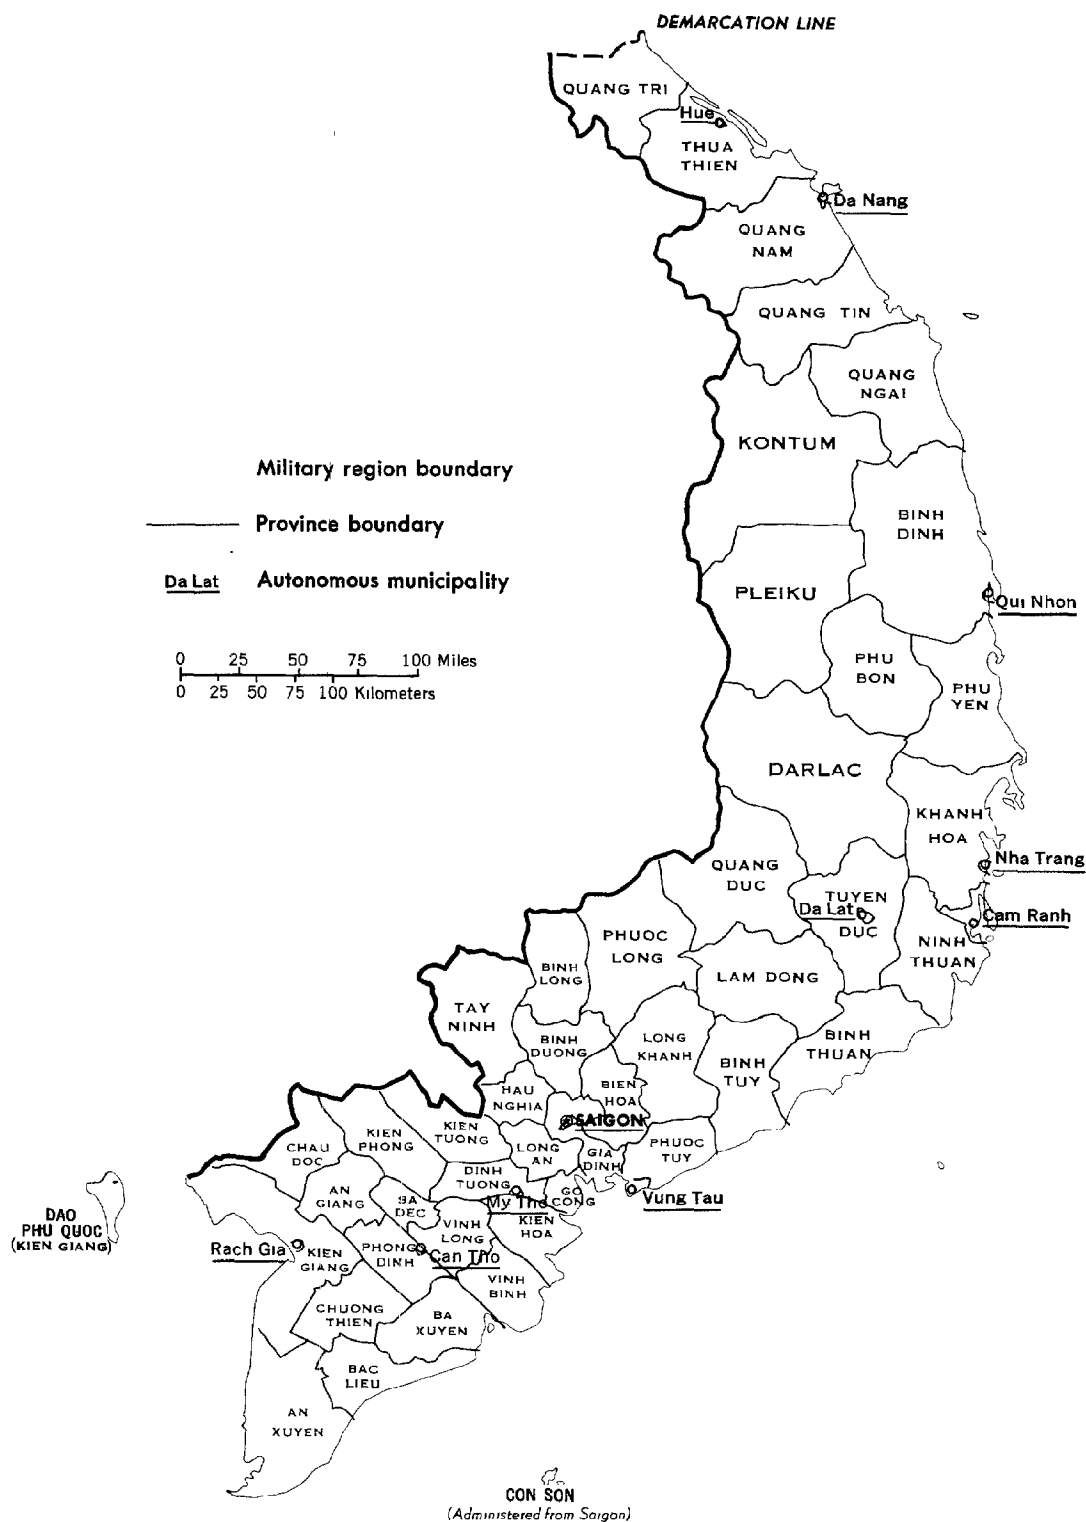 DEMARCATION LINE
QUANG TRI
Hue
THUA
THIEN
Da Nang
QUANG
NAM
QUANG TIN
QUANG
NGAI
KONTUM
Military region boundary
Province boundary
Da Lat Autonomous municipality
0 25 50 75 100 Miles
0 25 50 75 100 Kilometers
BINH
DINH
PLEIKU
Qui Nhon
PHU
BON
PHU
YEN
DARLAC
KHANH
HOA
Nha Trang
QUANG
DUC
TUYEN
Da Lat
DUC
Cam Ranh
NINH
THUAN
PHUOC
LONG
BINH
LONG
LAM DONG
TAY
NINH
BINH
DUONG
LONG
KHANH
BINH
THUAN
BINH
TUY
HAU
NGHIA
BIEN
HOA
SAIGON
KIEN
TUONG
KIEN
PHONG
CHAU
DOC
LONG
AN
GIA
DINH
PHUOC
TUY
DINH
TUONG
My Tho
GO
CONG
Vung Tau
AN
GIANG
SA
DEC
VINH
LONG
KIEN
HOA
DAO
PHU QUOC
(KIEN GIANG)
Rach Gia
KIEN
GIANG
PHONG
DINH
Can Tho
VINH
BINH
CHUONG
THIEN
BA
XUYEN
BAC
LIEU
AN
XUYEN
CON SON
(Administered from Saigon)